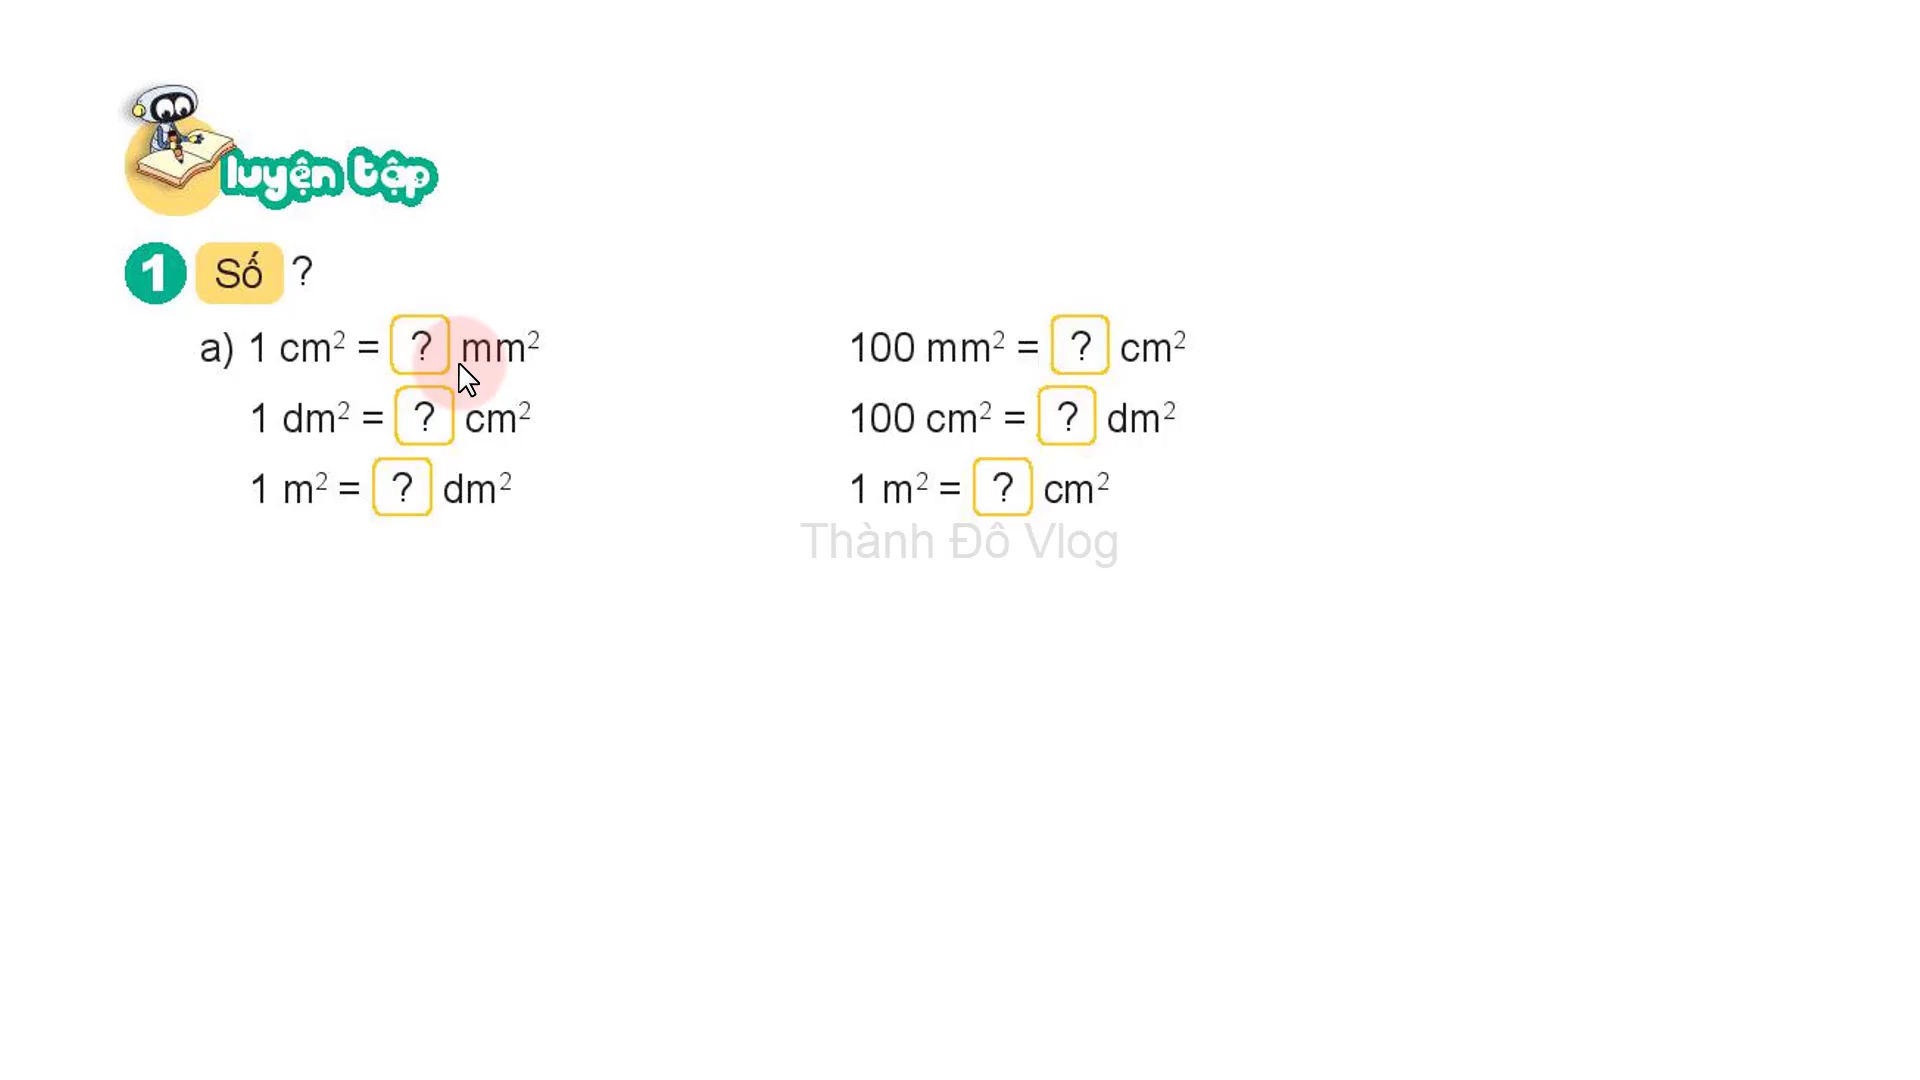 luyện tập
1 Số ?
a) 1 cm² = ? mm² 100 mm² = ? cm²
1 dm² = ? cm² 100 cm² = ? dm²
1 m² = ? dm² 1 m² = ? cm²
Thành Đô Vlog